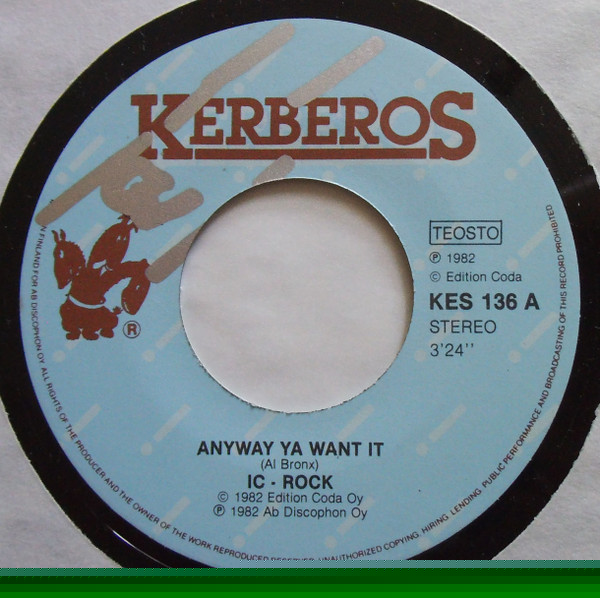 KERBEROS
TEOSTO
℗ 1982
© Edition Coda
KES 136 A
STEREO
3'24''
®
ANYWAY YA WANT IT
(Al Bronx)
IC - ROCK
© 1982 Edition Coda Oy
℗ 1982 Ab Discophon Oy
N FINLAND FOR AB DISCOPHON OY. ALL RIGHTS OF THE PRODUCER AND THE OWNER OF THE WORK REPRODUCED RESERVED. UNAUTHORIZED COPYING, HIRING, LENDING, PUBLIC PERFORMANCE AND BROADCASTING OF THIS RECORD PROHIBITED